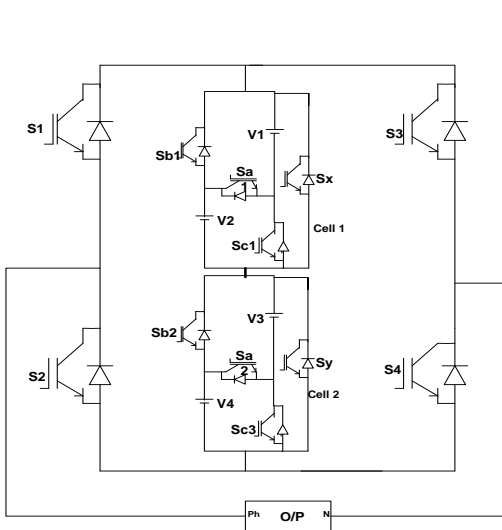 S1
S3
V1
Sb1
Sa
1
Sx
V2
Sc1
Cell 1
V3
Sb2
Sa
2
Sy
S2
S4
V4
Cell 2
Sc3
Ph O/P N